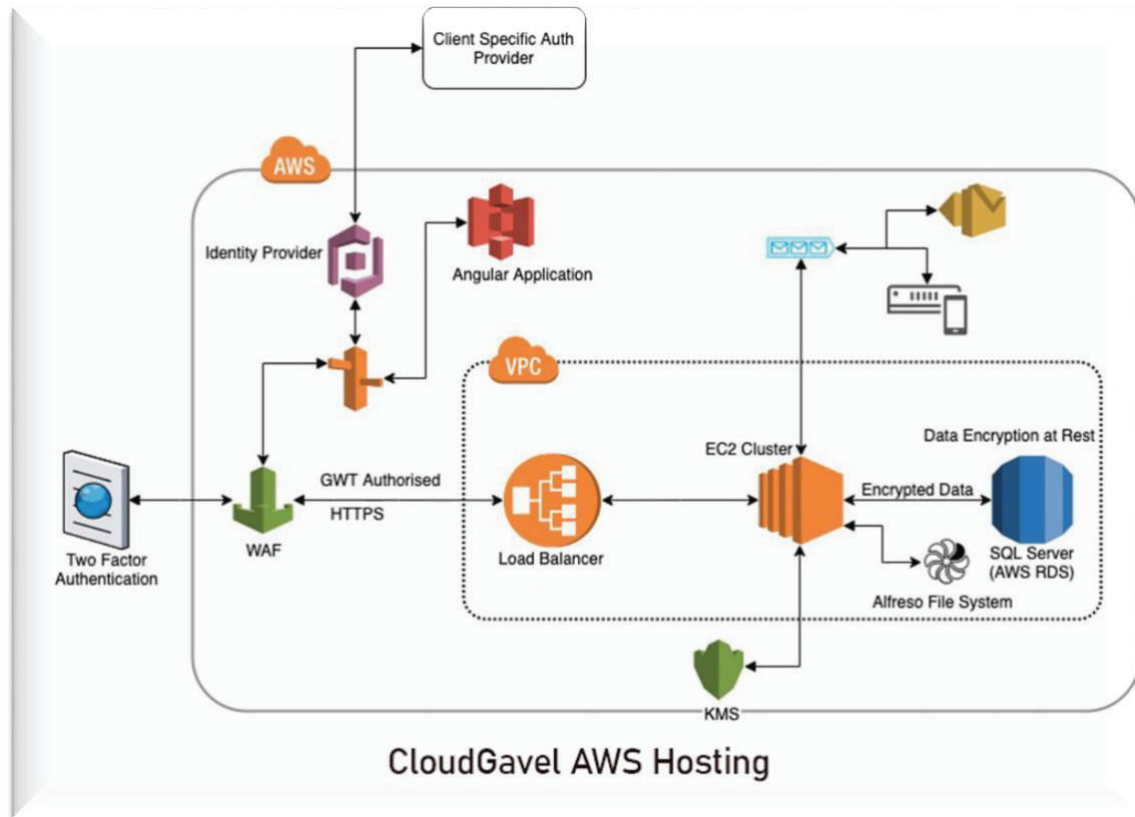 Client Specific Auth
Provider
AWS
Identity Provider
Angular Application
VPC
EC2 Cluster
Data Encryption at Rest
GWT Authorised
HTTPS
Encrypted Data
WAF
Load Balancer
Two Factor
Authentication
SQL Server
(AWS RDS)
Alfreso File System
KMS
CloudGavel AWS Hosting